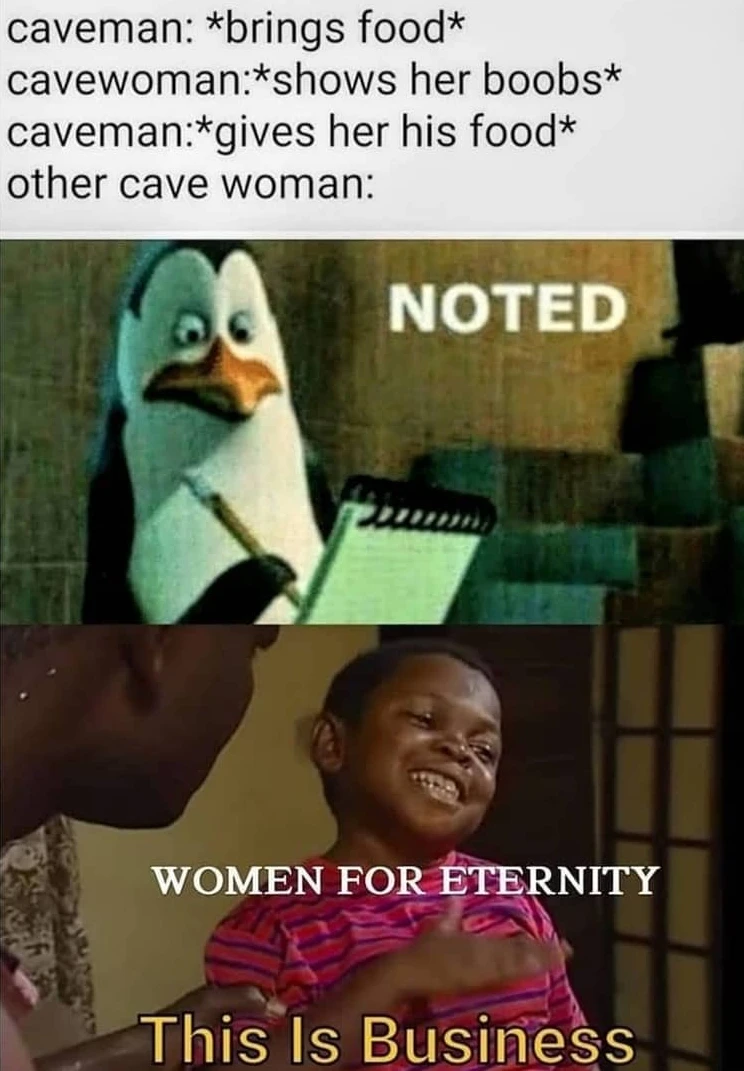 caveman: *brings food*
cavewoman:*shows her boobs*
caveman:*gives her his food*
other cave woman:
NOTED
WOMEN FOR ETERNITY
This Is Business